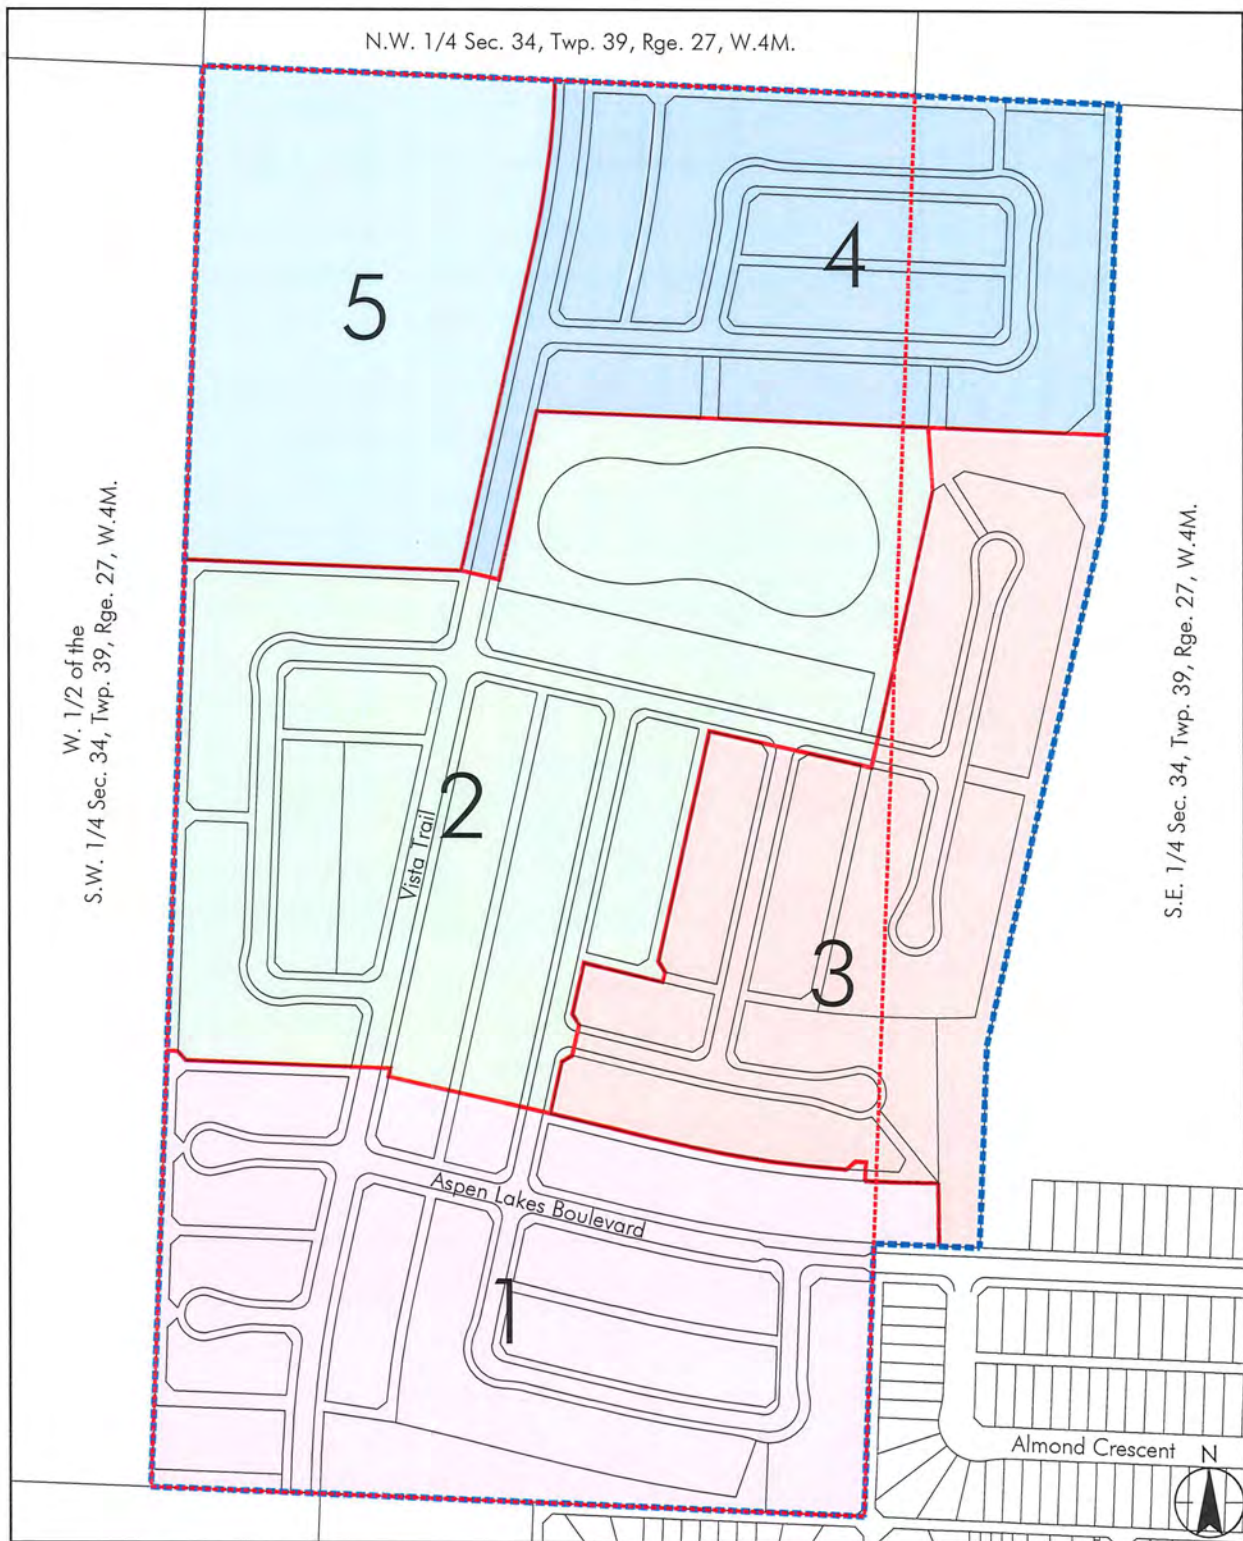 N.W. 1/4 Sec. 34, Twp. 39, Rge. 27, W.4M.
5
4
W. 1/2 of the
S.W. 1/4 Sec. 34, Twp. 39, Rge. 27, W.4M.
S.E. 1/4 Sec. 34, Twp. 39, Rge. 27, W.4M.
2
Vista Trail
3
Aspen Lakes Boulevard
1
Almond Crescent
N